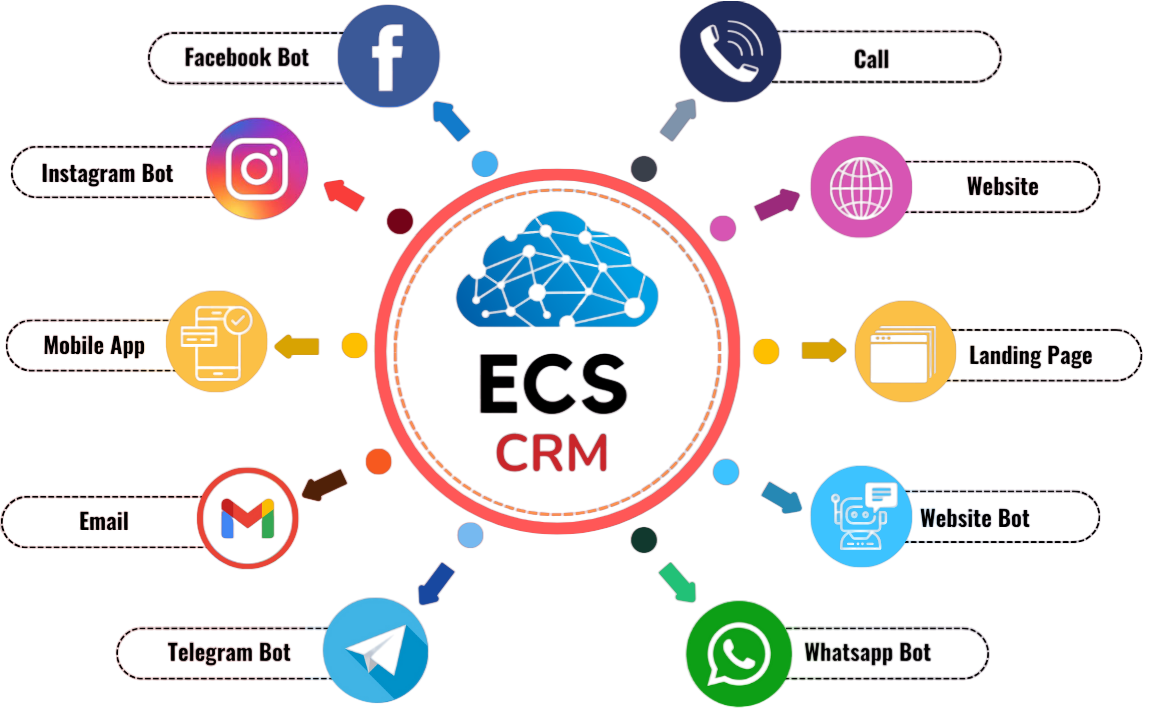 Facebook Bot
Call
Instagram Bot
Website
Mobile App
Landing Page
ECS
CRM
Email
Website Bot
Telegram Bot
Whatsapp Bot